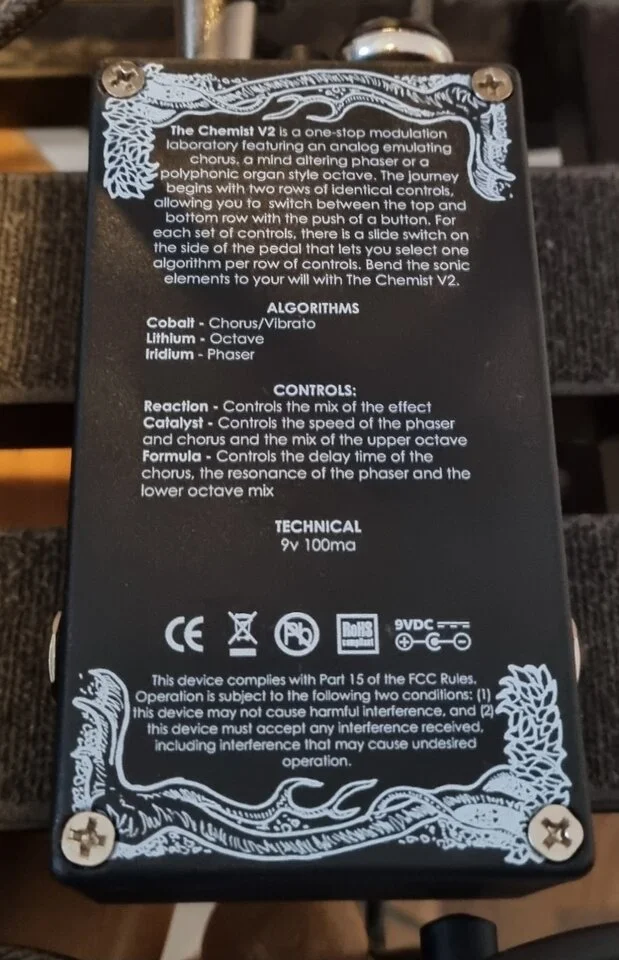 The Chemist V2 is a one-stop modulation
laboratory featuring an analog emulating
chorus, a mind altering phaser or a
polyphonic organ style octave. The journey
begins with two rows of identical controls,
allowing you to switch between the top and
bottom row with the push of a button. For
each set of controls, there is a slide switch on
the side of the pedal that lets you select one
algorithm per row of controls. Bend the sonic
elements to your will with The Chemist V2.
ALGORITHMS
Cobalt - Chorus/Vibrato
Lithium - Octave
Iridium - Phaser
CONTROLS:
Reaction - Controls the mix of the effect
Catalyst - Controls the speed of the phaser
and chorus and the mix of the upper octave
Formula - Controls the delay time of the
chorus, the resonance of the phaser and the
lower octave mix
TECHNICAL
9v 100ma
CE Pb RoHS compliant 9VDC
This device complies with Part 15 of the FCC Rules.
Operation is subject to the following two conditions: (1)
this device may not cause harmful interference, and (2)
this device must accept any interference received,
including interference that may cause undesired
operation.